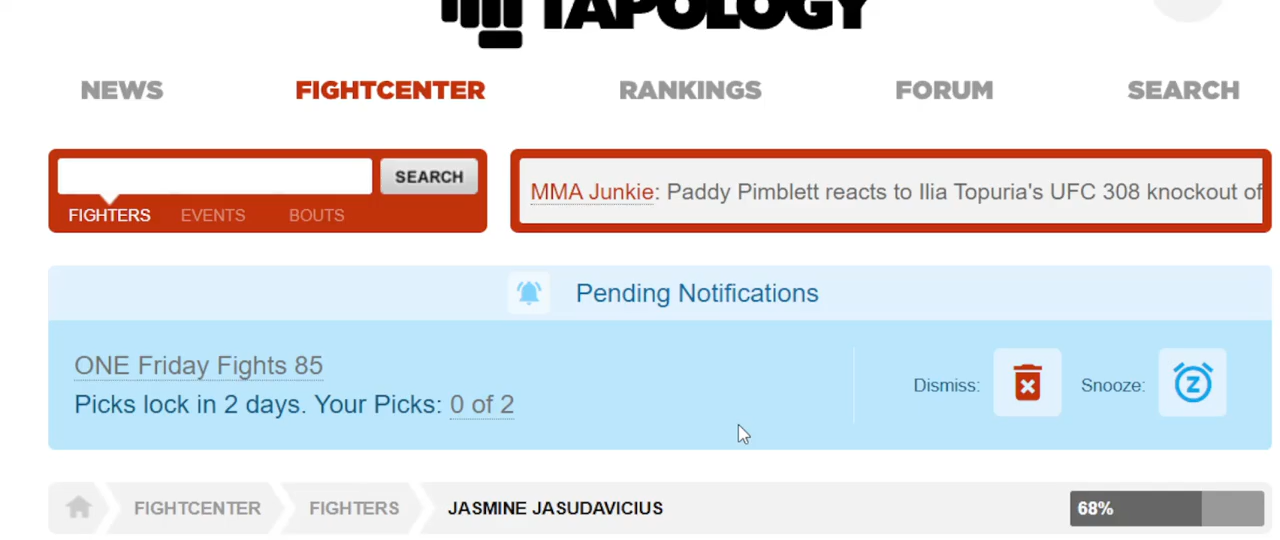 TAPOLOGY
NEWS FIGHTCENTER RANKINGS FORUM SEARCH
SEARCH
MMA Junkie: Paddy Pimblett reacts to Ilia Topuria's UFC 308 knockout of
FIGHTERS EVENTS BOUTS
Pending Notifications
ONE Friday Fights 85
Picks lock in 2 days. Your Picks: 0 of 2
Dismiss: Snooze: Z
FIGHTCENTER FIGHTERS JASMINE JASUDAVICIUS 68%